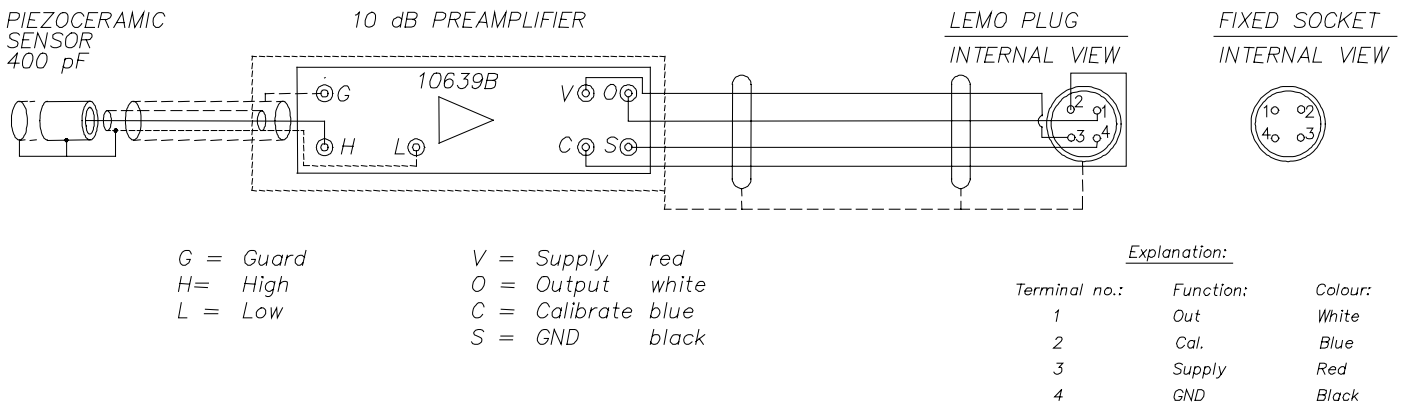 PIEZOCERAMIC
SENSOR
400 pF
10 dB PREAMPLIFIER
LEMO PLUG
INTERNAL VIEW
FIXED SOCKET
INTERNAL VIEW
10639B
G
H
L
V
O
C
S
2
1
3
4
1
2
4
3
G = Guard
H= High
L = Low
V = Supply red
O = Output white
C = Calibrate blue
S = GND black
Explanation:
Terminal no.: Function: Colour:
1 Out White
2 Cal. Blue
3 Supply Red
4 GND Black